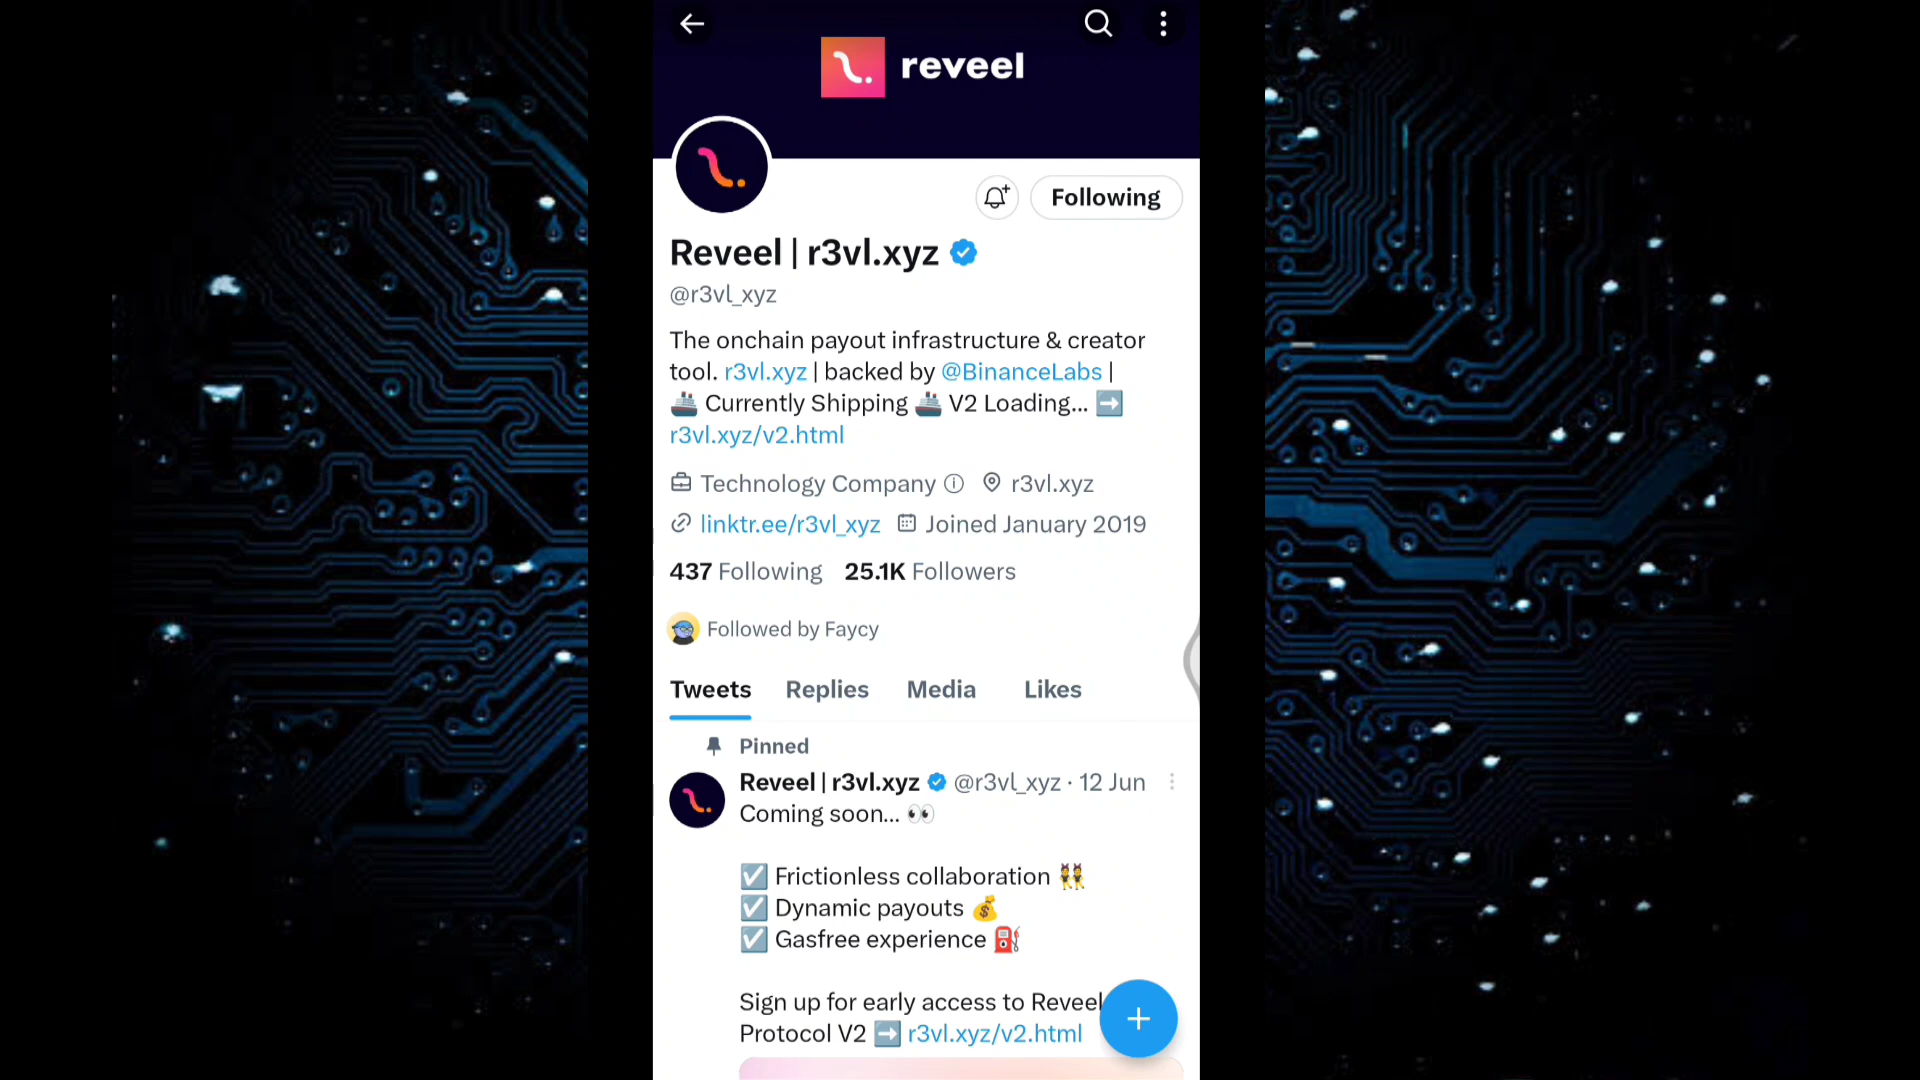 reveel
Following
Reveel | r3vl.xyz
@r3vl_xyz
The onchain payout infrastructure & creator
tool. r3vl.xyz | backed by @BinanceLabs |
🚢 Currently Shipping 🚢 V2 Loading... ➡️
r3vl.xyz/v2.html
Technology Company r3vl.xyz
linktr.ee/r3vl_xyz Joined January 2019
437 Following 25.1K Followers
Followed by Faycy
Tweets Replies Media Likes
Pinned
Reveel | r3vl.xyz @r3vl_xyz · 12 Jun
Coming soon... 👀
☑️ Frictionless collaboration 👯
☑️ Dynamic payouts 💰
☑️ Gasfree experience ⛽
Sign up for early access to Reveel
Protocol V2 ➡️ r3vl.xyz/v2.html